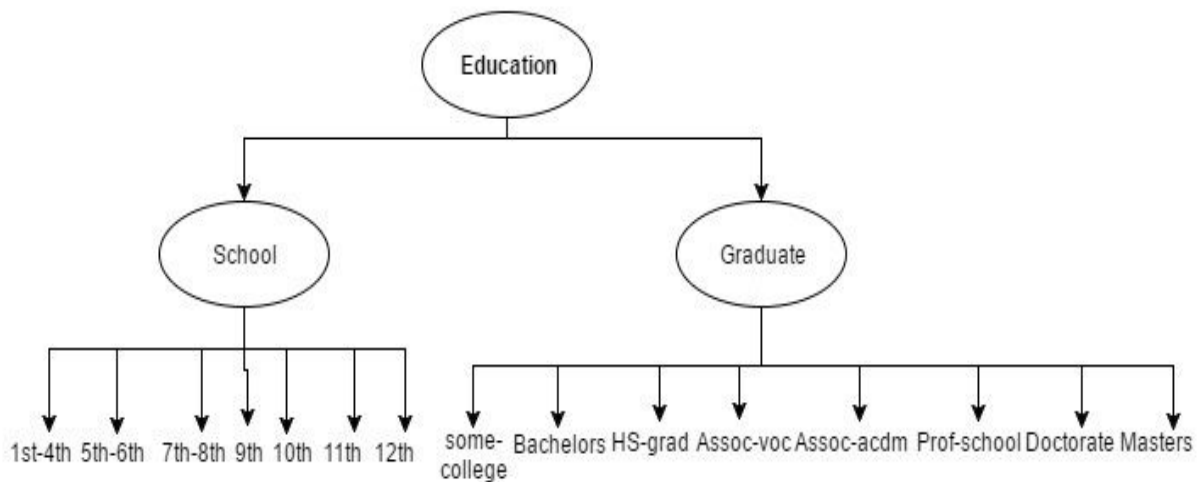 Education
School
Graduate
1st-4th 5th-6th 7th-8th 9th 10th 11th 12th
some-
college
Bachelors HS-grad Assoc-voc Assoc-acdm Prof-school Doctorate Masters